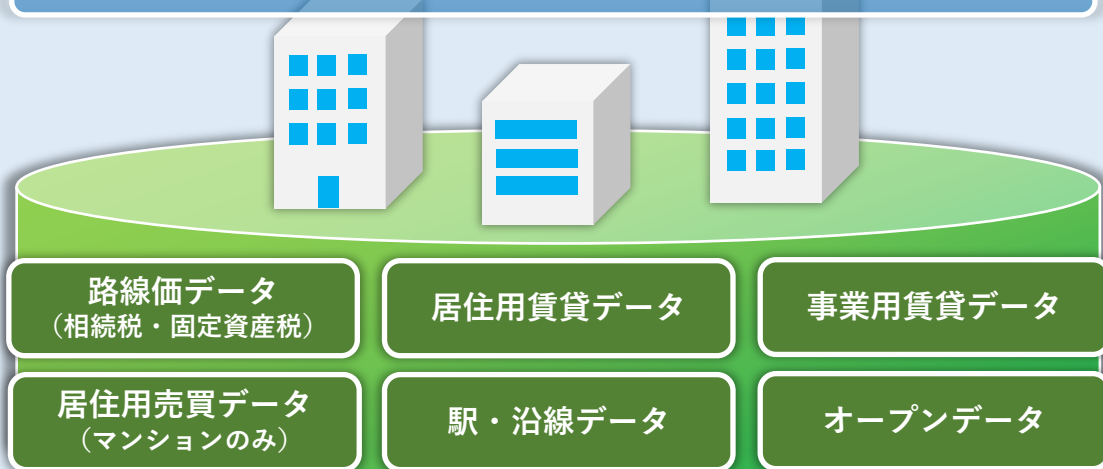 路線価データ
（相続税・固定資産税）
居住用賃貸データ
事業用賃貸データ
居住用売買データ
（マンションのみ）
駅・沿線データ
オープンデータ